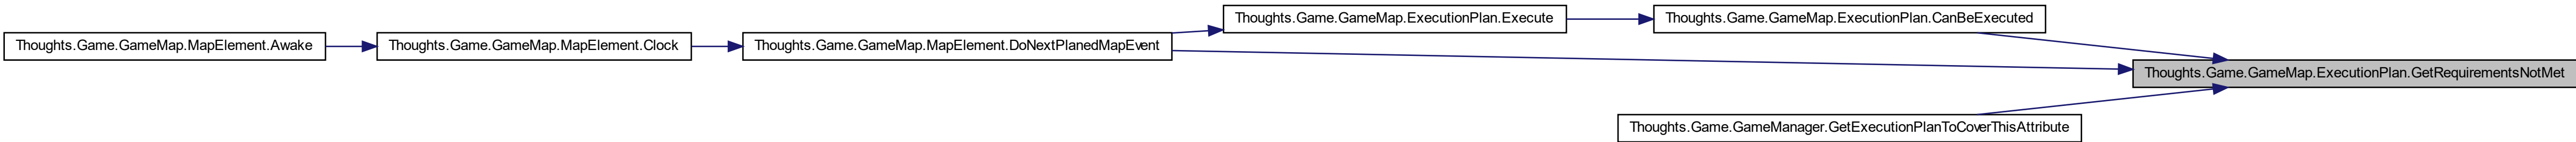 Thoughts.Game.GameMap.MapElement.Awake
Thoughts.Game.GameMap.MapElement.Clock
Thoughts.Game.GameMap.MapElement.DoNextPlanedMapEvent
Thoughts.Game.GameMap.ExecutionPlan.Execute
Thoughts.Game.GameMap.ExecutionPlan.CanBeExecuted
Thoughts.Game.GameManager.GetExecutionPlanToCoverThisAttribute
Thoughts.Game.GameMap.ExecutionPlan.GetRequirementsNotMet